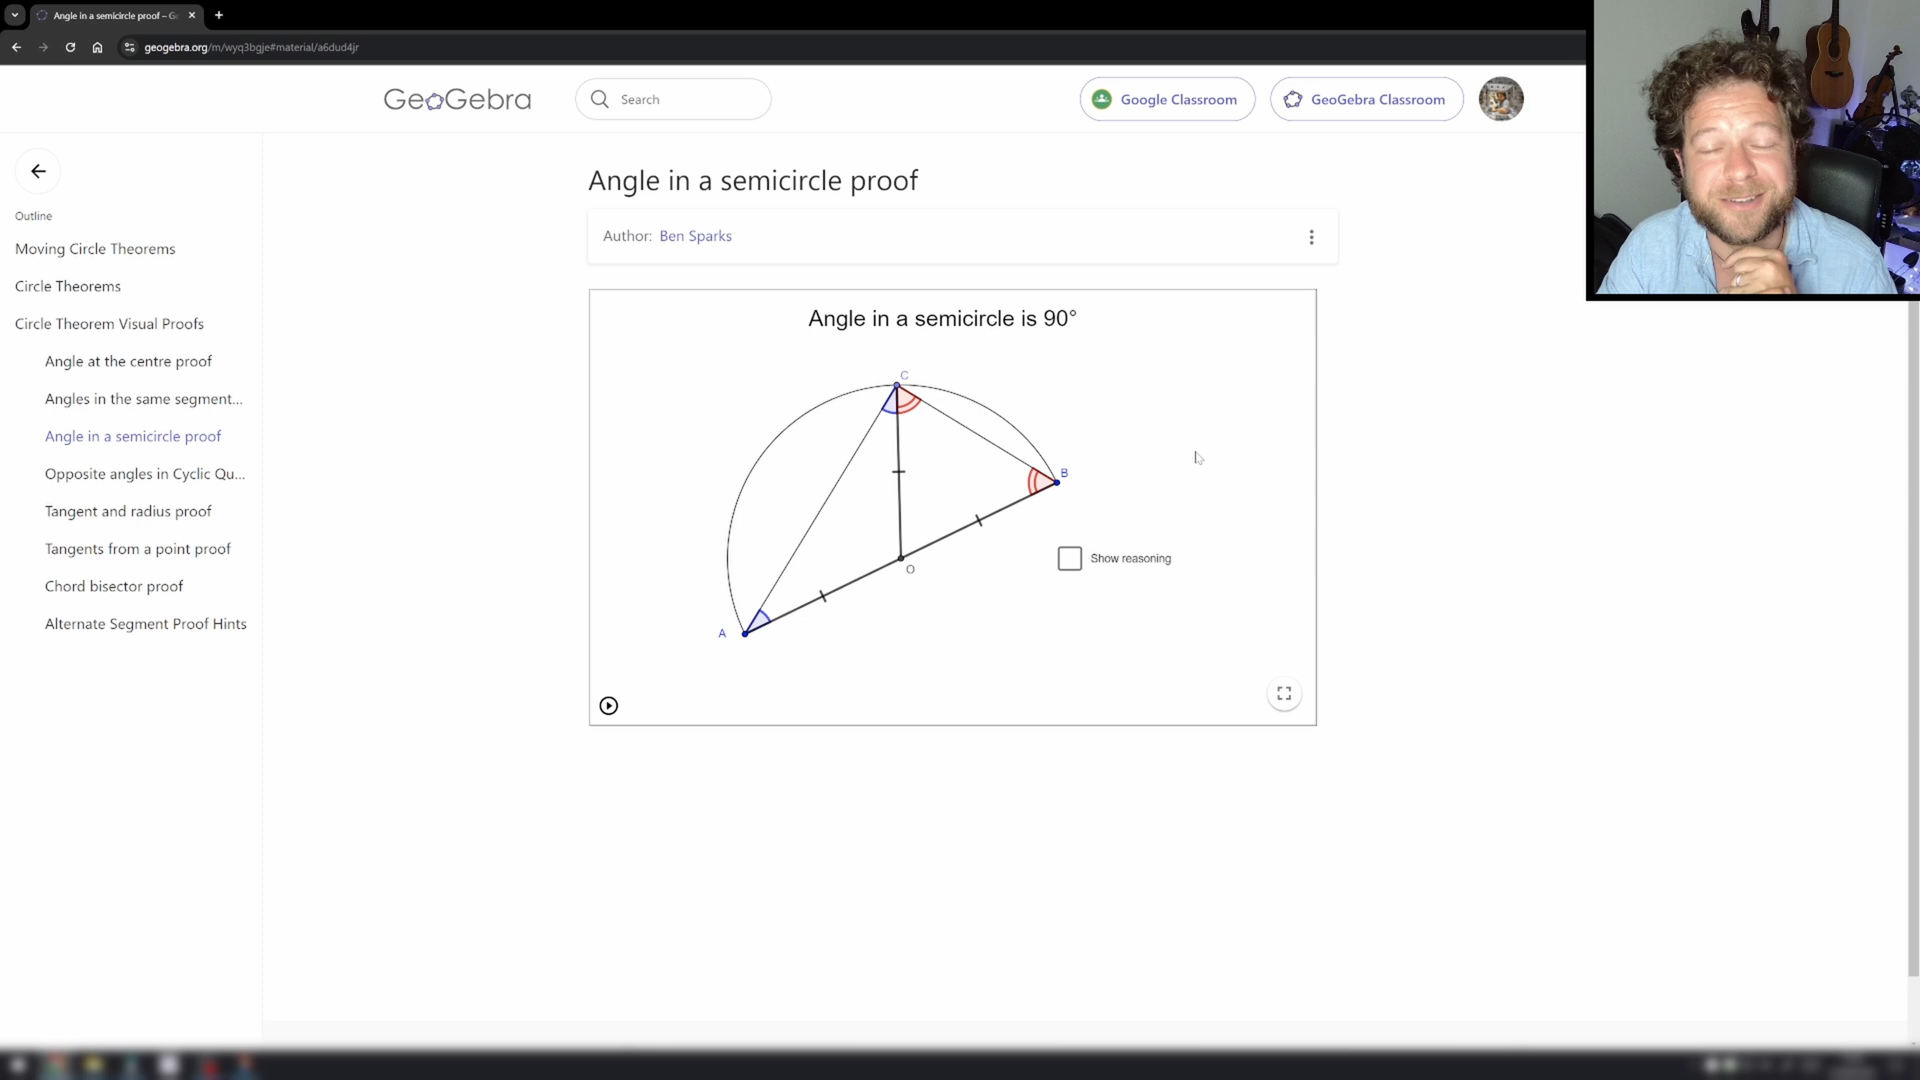 Angle in a semicircle proof – Ge
geogebra.org/m/wyq3bgje#material/a6dud4jr
GeoGebra
Search
Google Classroom
GeoGebra Classroom
Outline
Moving Circle Theorems
Circle Theorems
Circle Theorem Visual Proofs
Angle at the centre proof
Angles in the same segment...
Angle in a semicircle proof
Opposite angles in Cyclic Qu...
Tangent and radius proof
Tangents from a point proof
Chord bisector proof
Alternate Segment Proof Hints
Angle in a semicircle proof
Author: Ben Sparks
Angle in a semicircle is 90°
C
B
O
A
Show reasoning